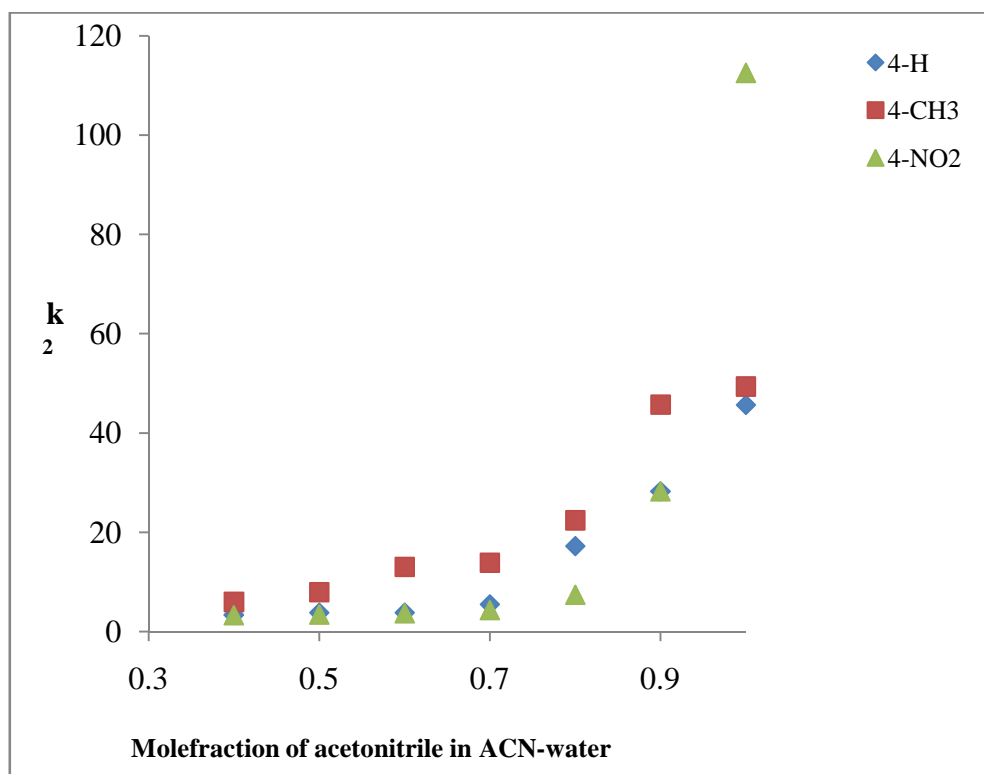 120
100
80
60
40
20
0
k
2
0.3
0.5
0.7
0.9
Molefraction of acetonitrile in ACN-water
4-H
4-CH3
4-NO2